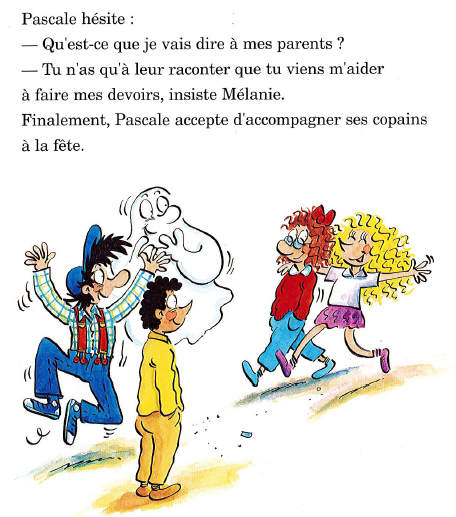 Pascale hésite :
— Qu'est-ce que je vais dire à mes parents ?
— Tu n'as qu'à leur raconter que tu viens m'aider
à faire mes devoirs, insiste Mélanie.
Finalement, Pascale accepte d'accompagner ses copains
à la fête.